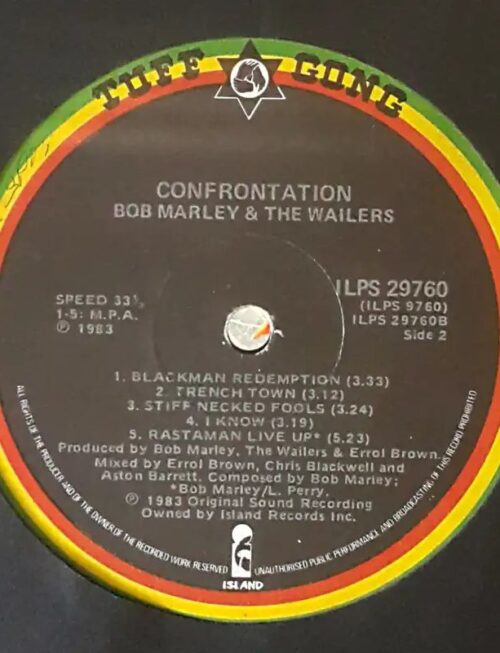 TUFF GONG
CONFRONTATION
BOB MARLEY & THE WAILERS
SPEED 33⅓
1-5: M.P.A.
℗ 1983
ILPS 29760
(ILPS 9760)
ILPS 29760B
Side 2
1. BLACKMAN REDEMPTION (3.33)
2. TRENCH TOWN (3.12)
3. STIFF NECKED FOOLS (3.24)
4. I KNOW (3.19)
5. RASTAMAN LIVE UP* (5.23)
Produced by Bob Marley, The Wailers & Errol Brown.
Mixed by Errol Brown, Chris Blackwell and
Aston Barrett. Composed by Bob Marley;
*Bob Marley/L. Perry.
℗ 1983 Original Sound Recording
Owned by Island Records Inc.
ALL RIGHTS OF THE PRODUCER AND OF THE OWNER OF THE RECORDED WORK RESERVED
UNAUTHORISED PUBLIC PERFORMANCE AND BROADCASTING OF THIS RECORD PROHIBITED
ISLAND